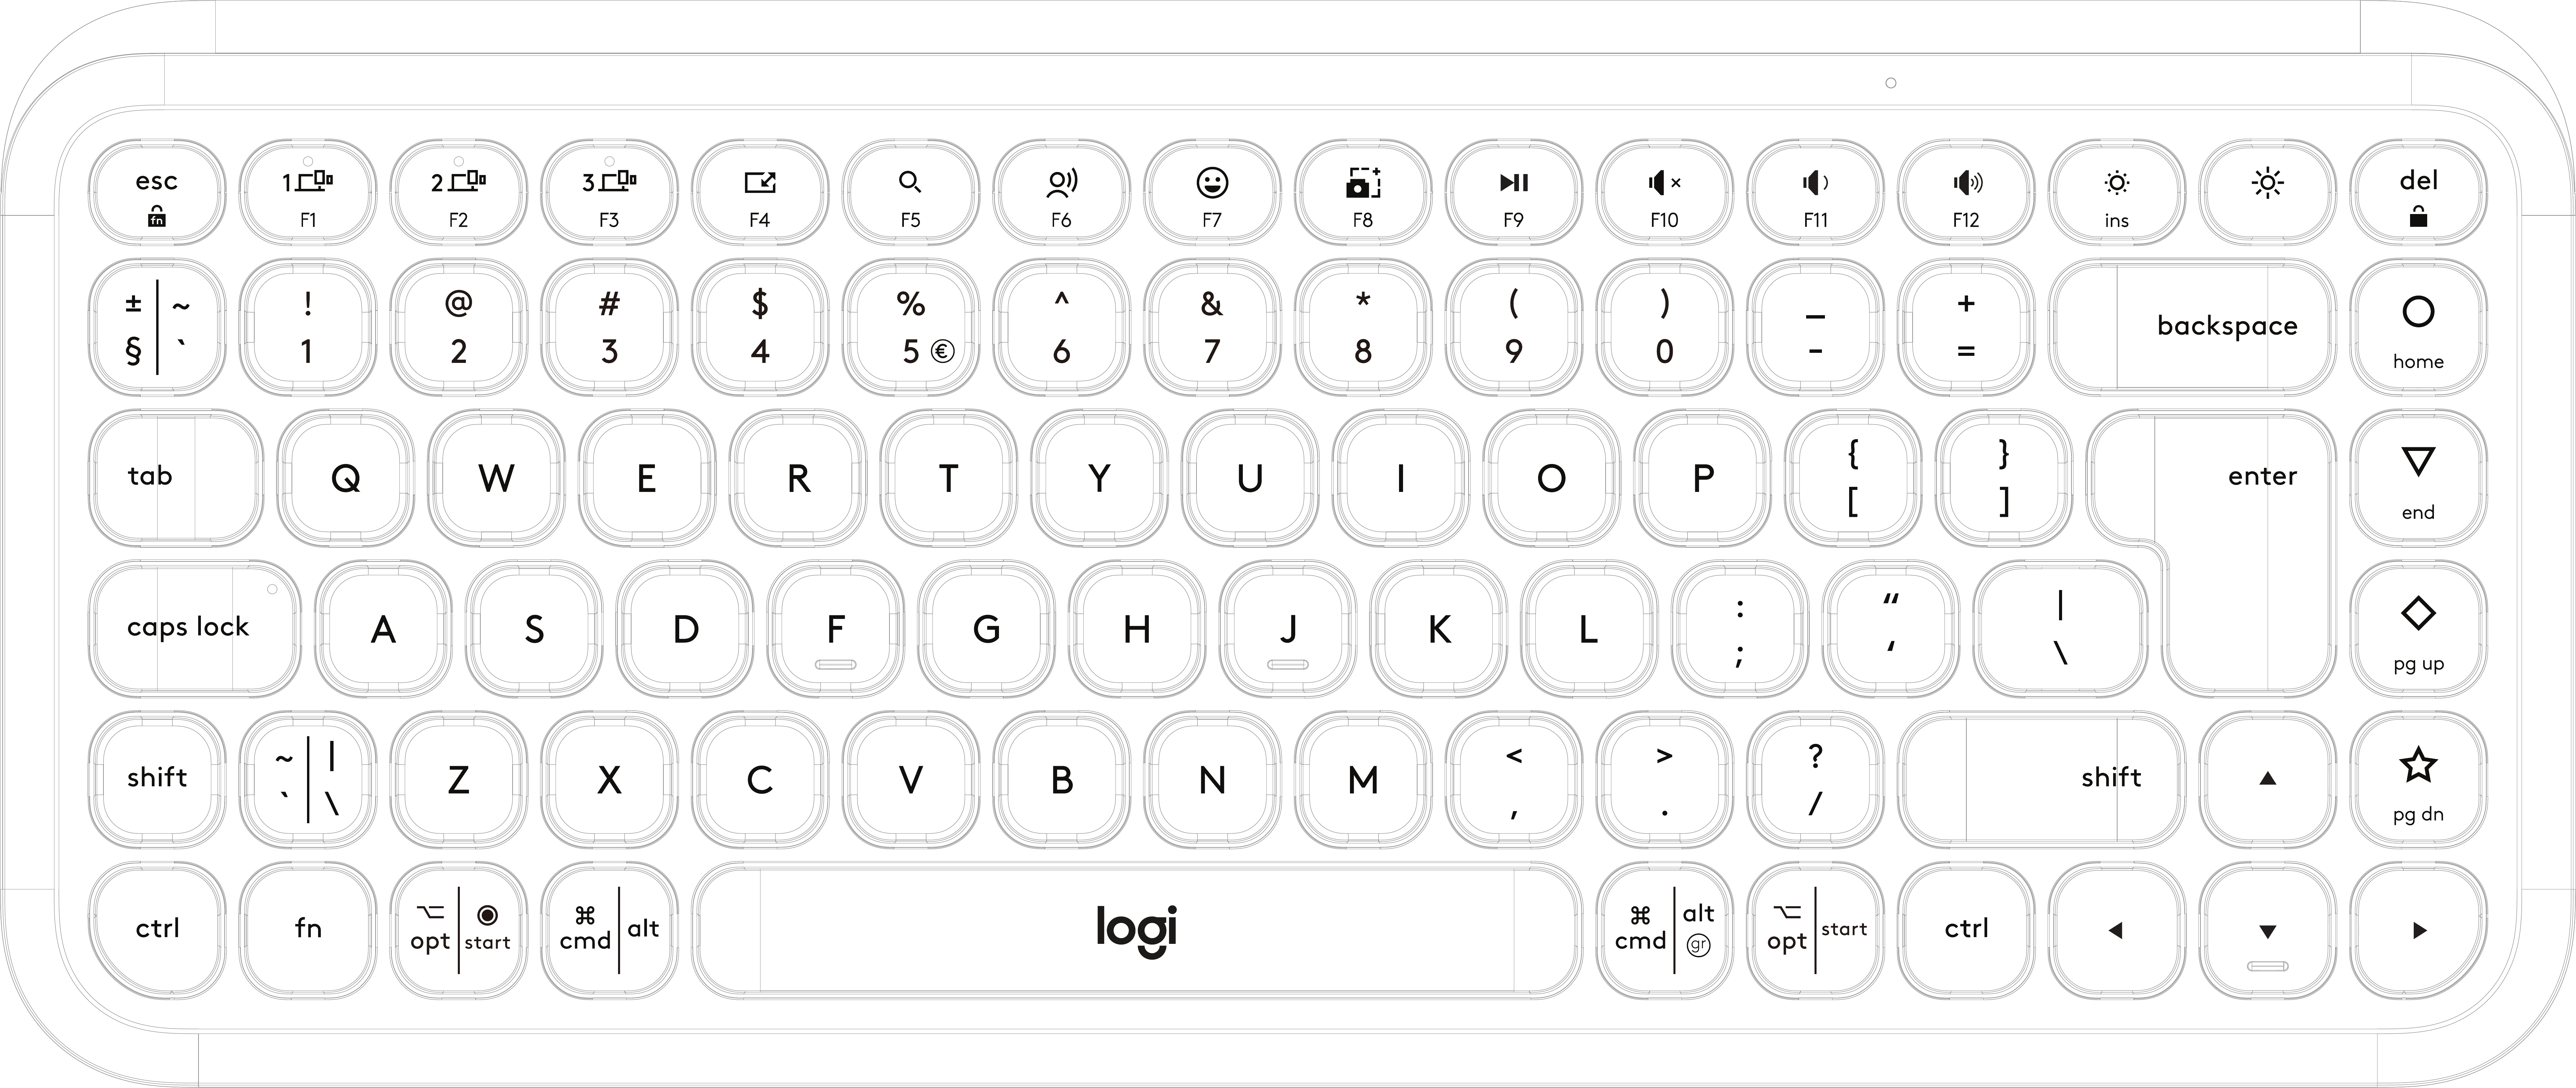 esc 1 2 3 del
fn F1 F2 F3 F4 F5 F6 F7 F8 F9 F10 F11 F12 ins
± ~ ! @ # $ % ^ & * ( ) _ +
§ ` 1 2 3 4 5 € 6 7 8 9 0 - = backspace home
tab Q W E R T Y U I O P { } enter
[ ] end
caps lock A S D F G H J K L : “ |
; ‘ \ pg up
shift ~ | Z X C V B N M < > ? shift
` \ , . / pg dn
ctrl fn ⌥ ⌘ logi ⌘ alt ⌥ ctrl
opt start cmd alt cmd gr opt start